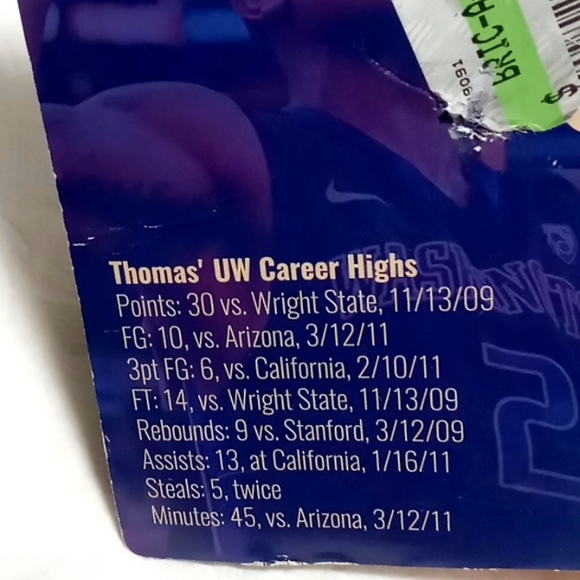 BRIC-A
9091
$
Thomas' UW Career Highs
Points: 30 vs. Wright State, 11/13/09
FG: 10, vs. Arizona, 3/12/11
3pt FG: 6, vs. California, 2/10/11
FT: 14, vs. Wright State, 11/13/09
Rebounds: 9 vs. Stanford, 3/12/09
Assists: 13, at California, 1/16/11
Steals: 5, twice
Minutes: 45, vs. Arizona, 3/12/11
2